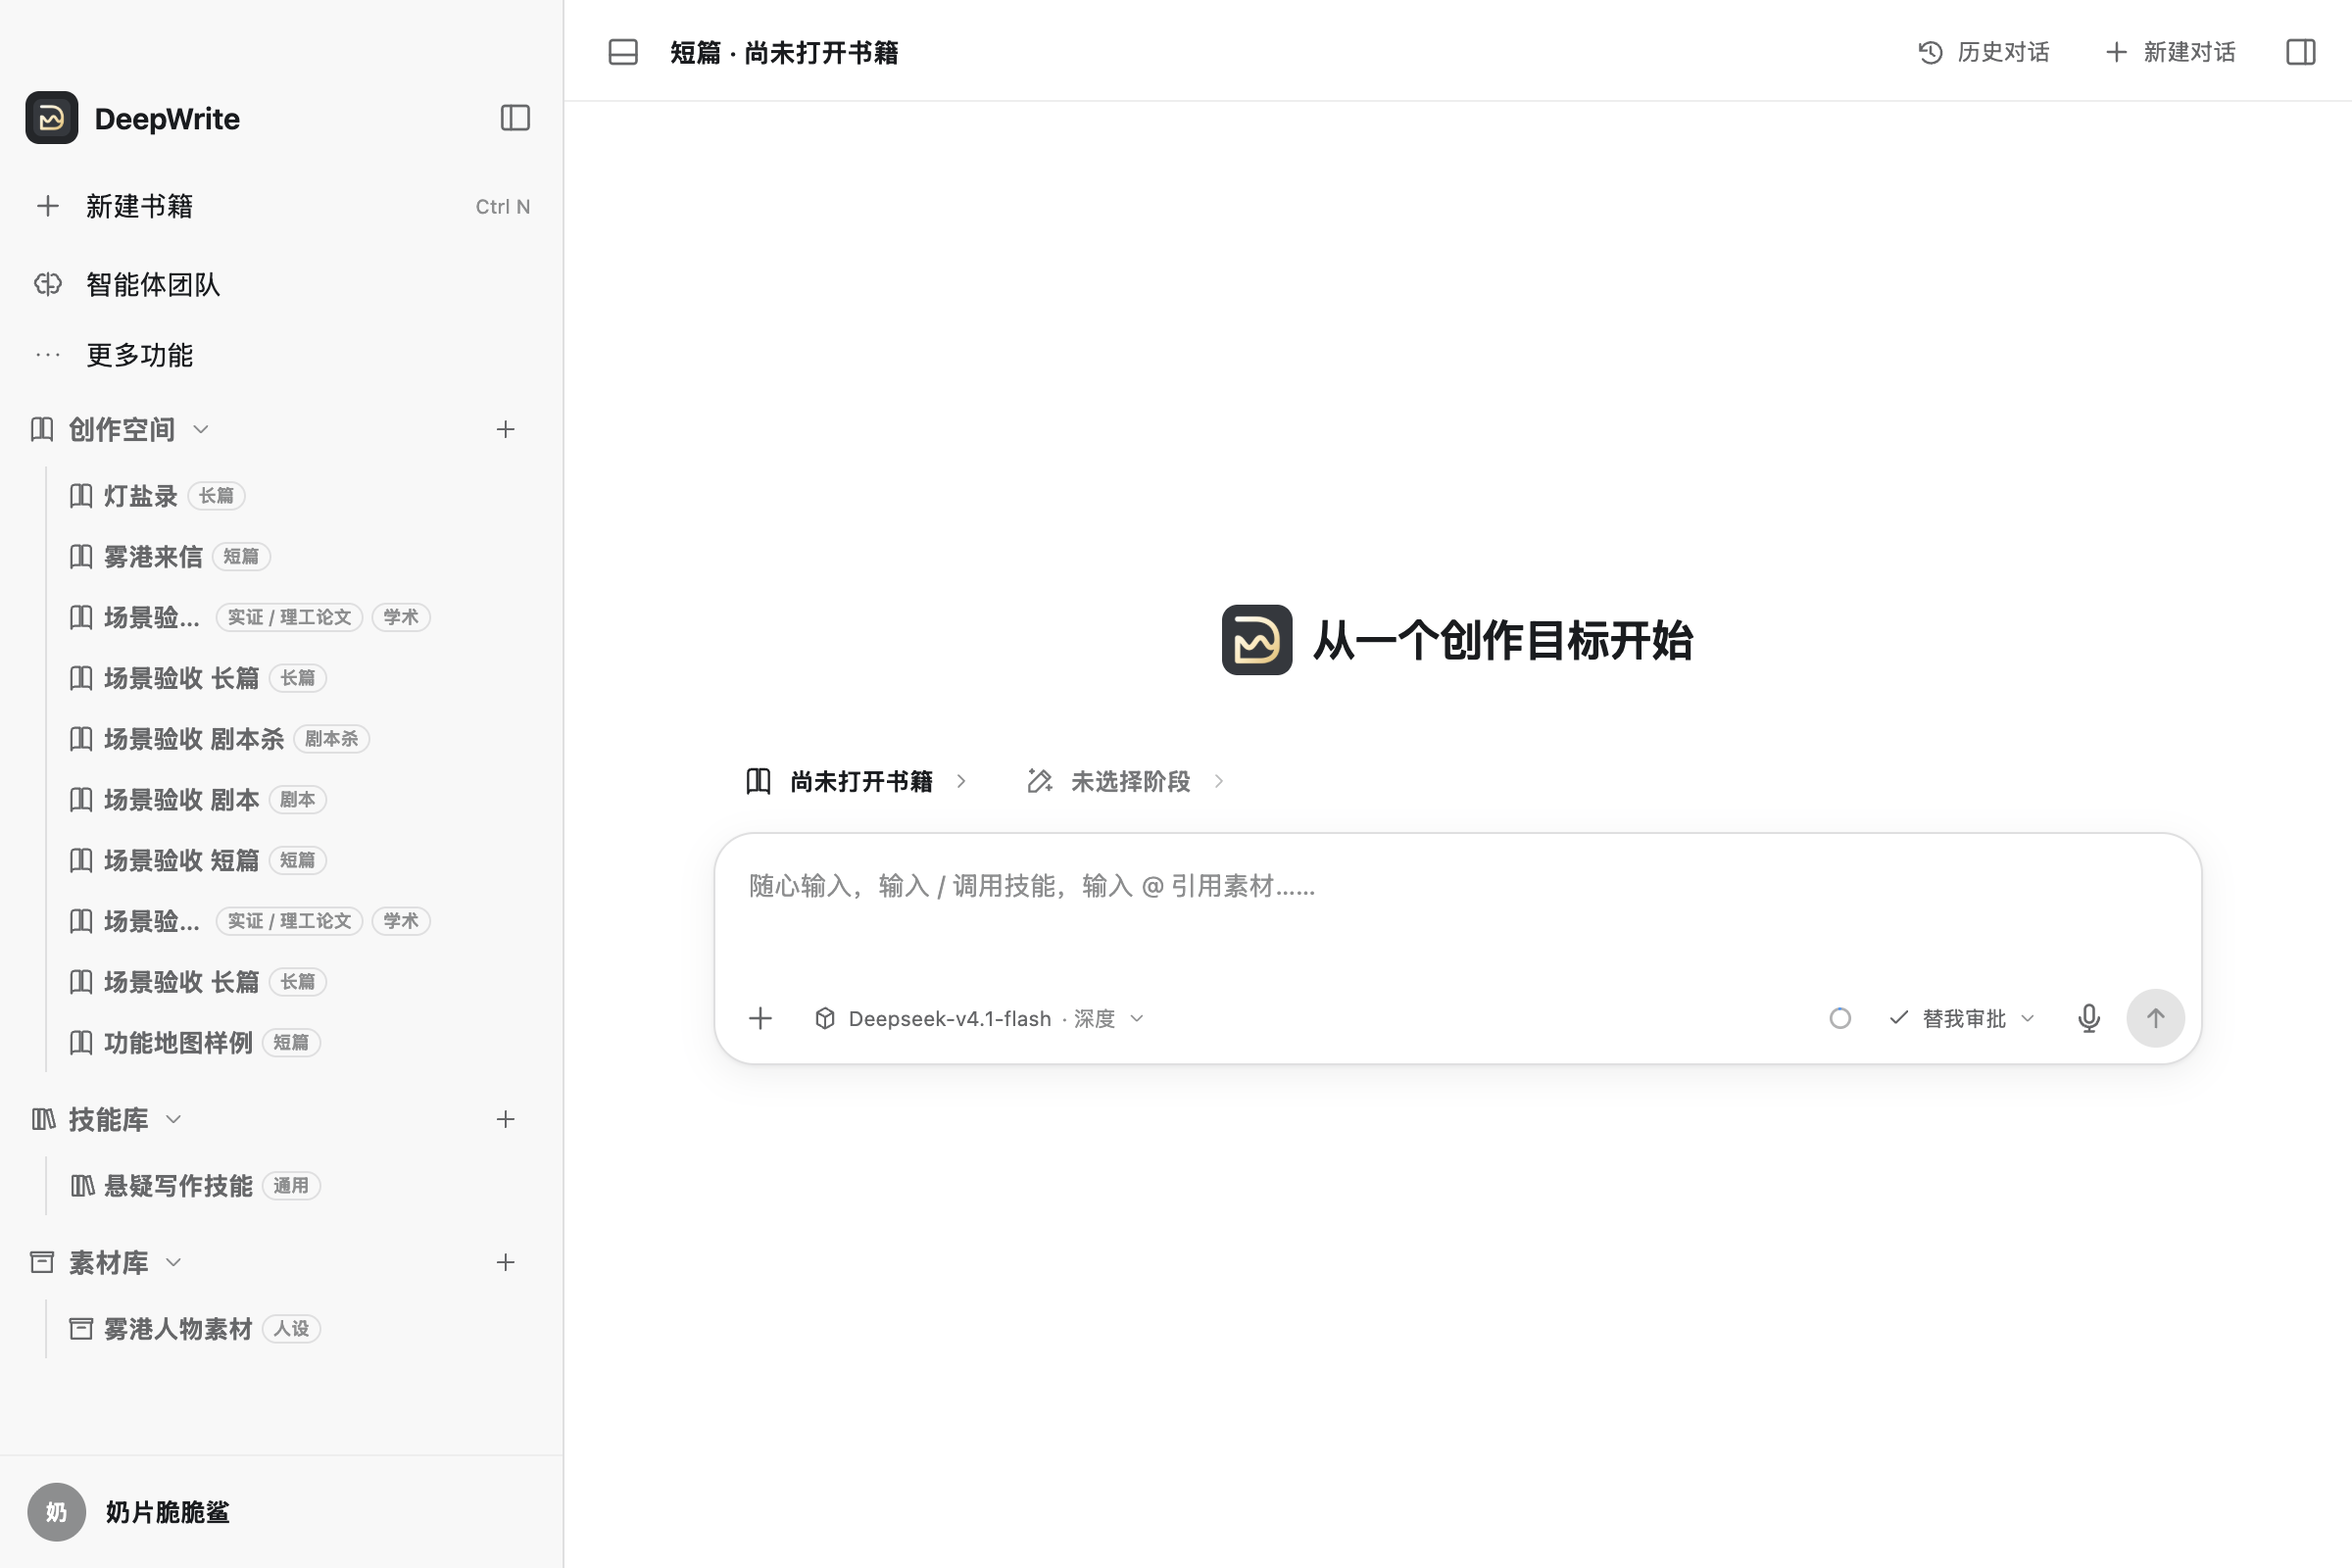 DeepWrite
新建书籍 Ctrl N
智能体团队
更多功能
创作空间
灯盐录 长篇
雾港来信 短篇
场景验... 实证 / 理工论文 学术
场景验收 长篇 长篇
场景验收 剧本杀 剧本杀
场景验收 剧本 剧本
场景验收 短篇 短篇
场景验... 实证 / 理工论文 学术
场景验收 长篇 长篇
功能地图样例 短篇
技能库
悬疑写作技能 通用
素材库
雾港人物素材 人设
奶 奶片脆脆鲨
短篇 · 尚未打开书籍
历史对话 新建对话
从一个创作目标开始
尚未打开书籍 未选择阶段
随心输入，输入 / 调用技能，输入 @ 引用素材……
Deepseek-v4.1-flash · 深度 替我审批